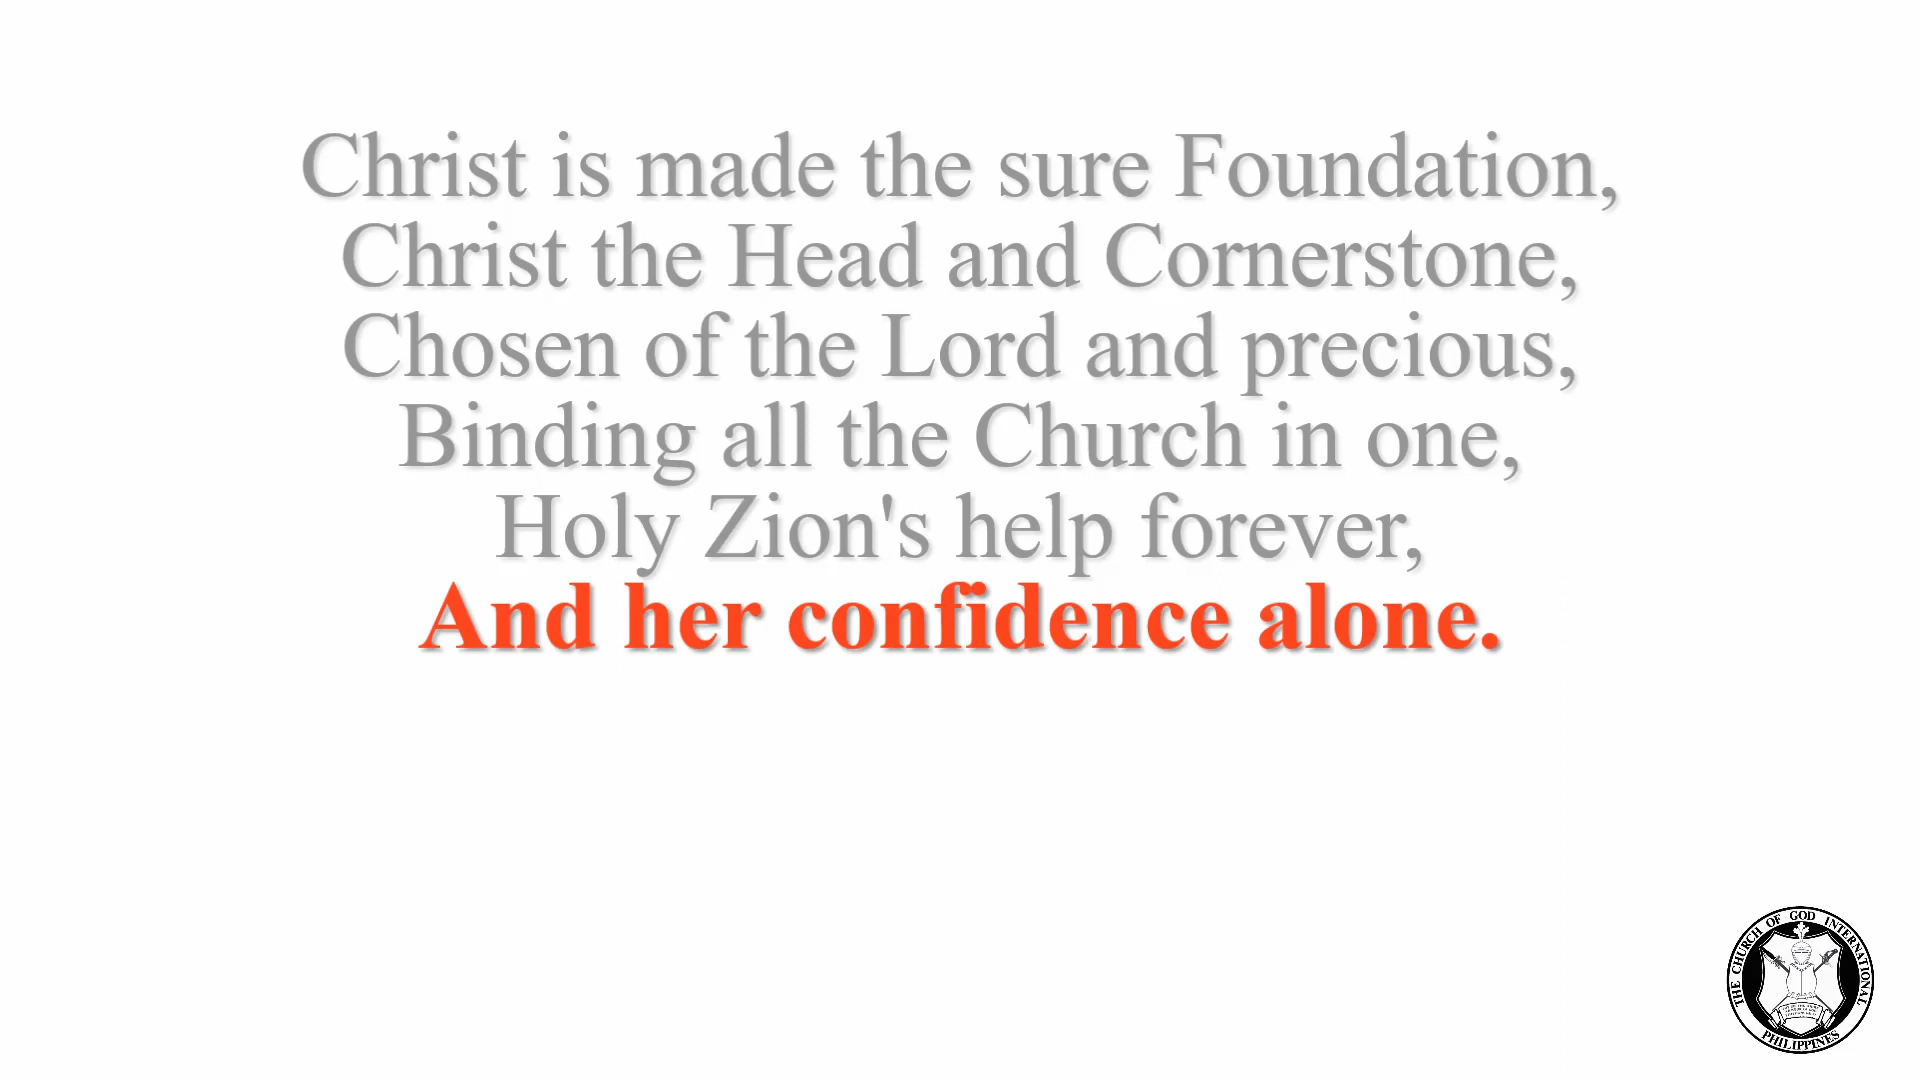 Christ is made the sure Foundation,
Christ the Head and Cornerstone,
Chosen of the Lord and precious,
Binding all the Church in one,
Holy Zion's help forever,
And her confidence alone.
THE CHURCH OF GOD INTERNATIONAL
PHILIPPINES